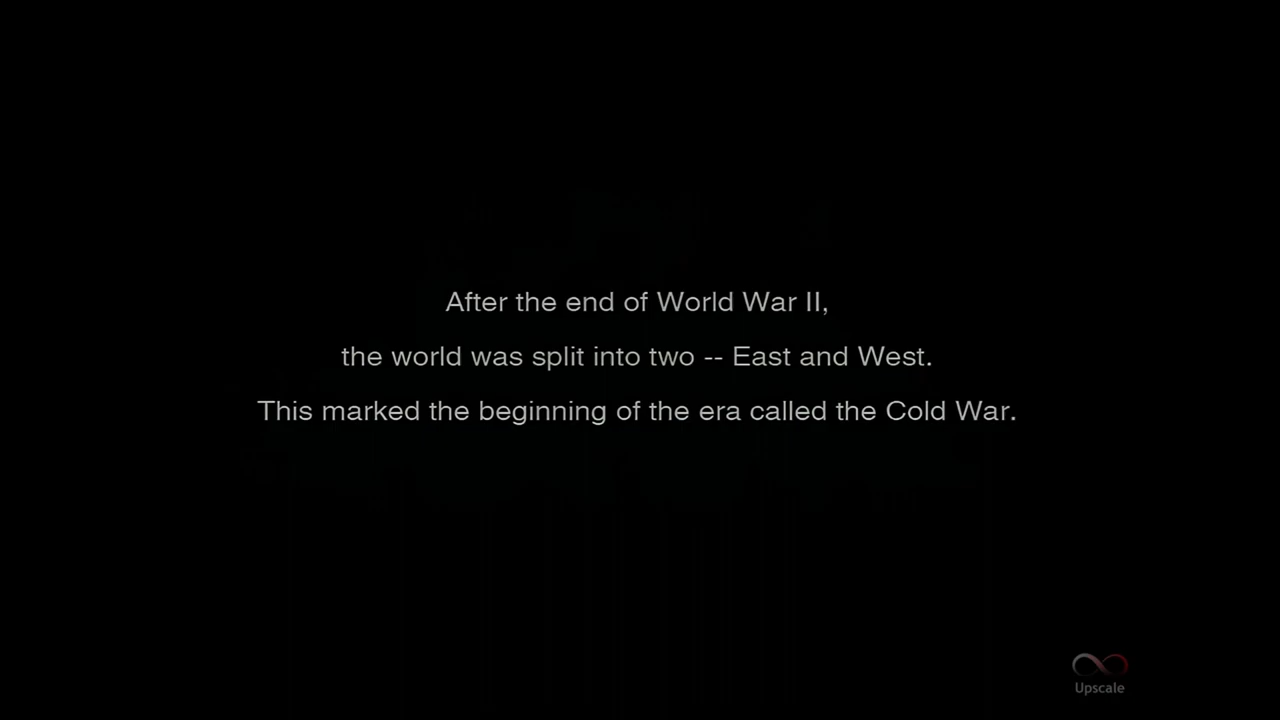 After the end of World War II,
the world was split into two -- East and West.
This marked the beginning of the era called the Cold War.
Upscale